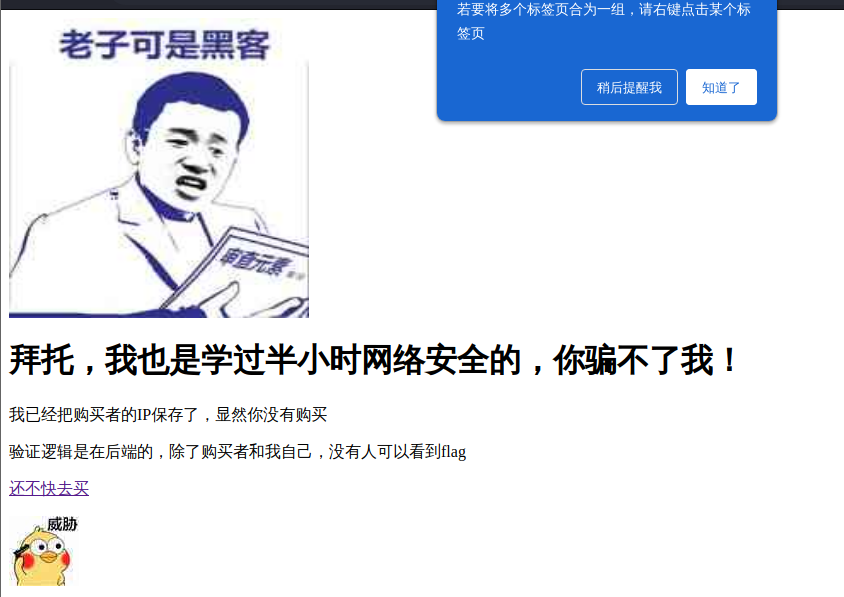 若要将多个标签页合为一组，请右键点击某个标
签页
稍后提醒我
知道了
老子可是黑客
审查元素
拜托，我也是学过半小时网络安全的，你骗不了我！
我已经把购买者的IP保存了，显然你没有购买
验证逻辑是在后端的，除了购买者和我自己，没有人可以看到flag
还不快去买
威胁